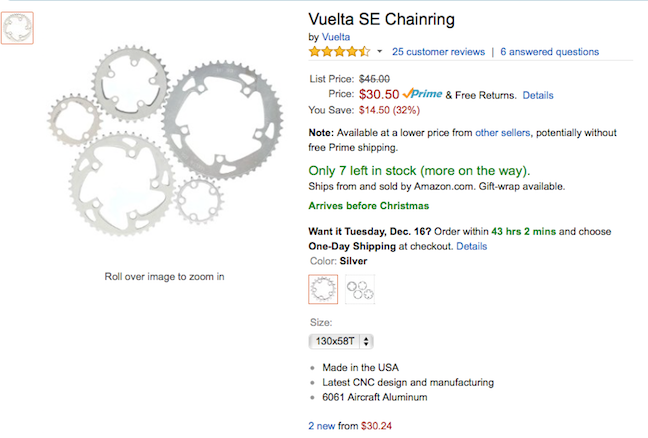 Vuelta SE Chainring
by Vuelta
25 customer reviews | 6 answered questions
List Price: $45.00
Price: $30.50 Prime & Free Returns. Details
You Save: $14.50 (32%)
Note: Available at a lower price from other sellers, potentially without
free Prime shipping.
Only 7 left in stock (more on the way).
Ships from and sold by Amazon.com. Gift-wrap available.
Arrives before Christmas
Want it Tuesday, Dec. 16? Order within 43 hrs 2 mins and choose
One-Day Shipping at checkout. Details
Color: Silver
Roll over image to zoom in
Size:
130x58T
Made in the USA
Latest CNC design and manufacturing
6061 Aircraft Aluminum
2 new from $30.24